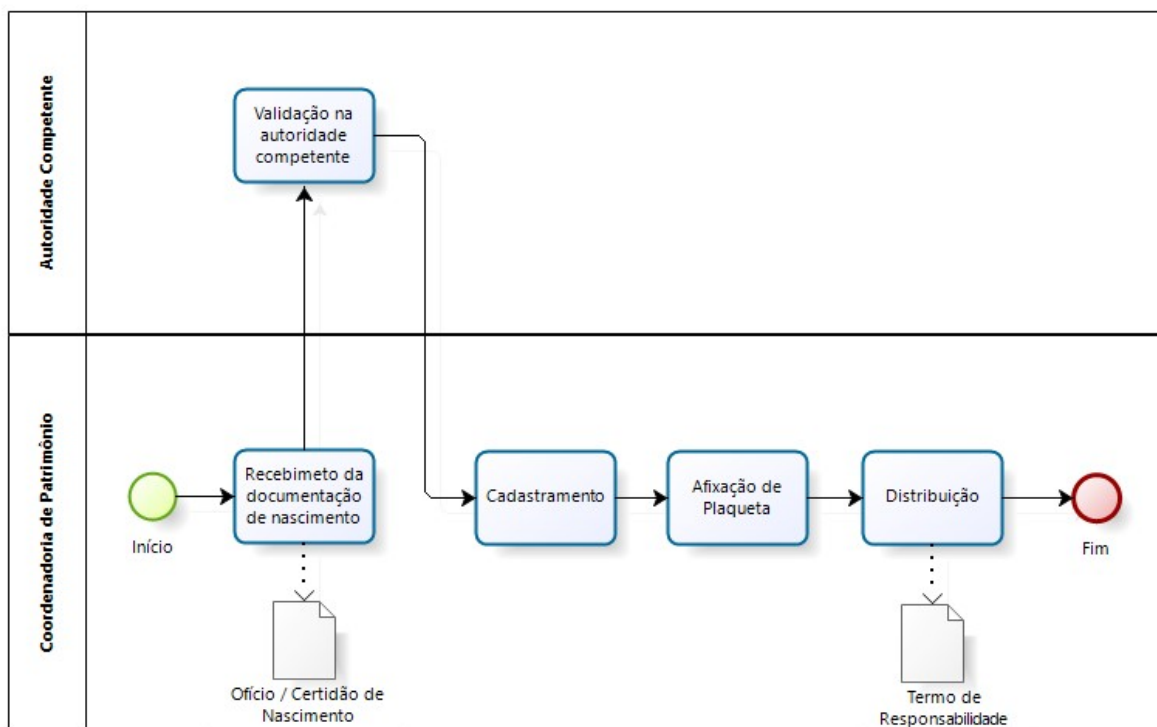 Autoridade Competente
Validação na
autoridade
competente
Coordenadoria de Patrimônio
Início
Recebimeto da
documentação
de nascimento
Ofício / Certidão de
Nascimento
Cadastramento
Afixação de
Plaqueta
Distribuição
Termo de
Responsabilidade
Fim